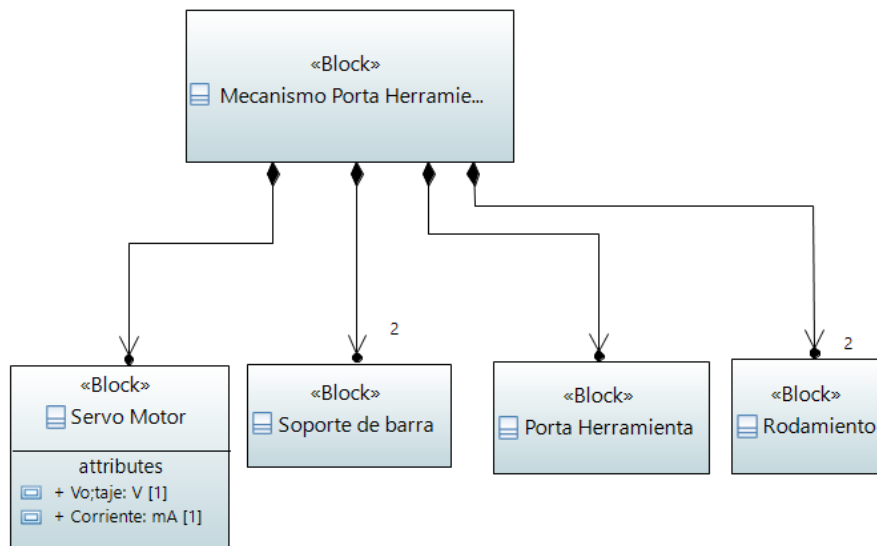 «Block»
Mecanismo Porta Herramie...
2
2
«Block»
Servo Motor
attributes
+ Vo;taje: V [1]
+ Corriente: mA [1]
«Block»
Soporte de barra
«Block»
Porta Herramienta
«Block»
Rodamiento